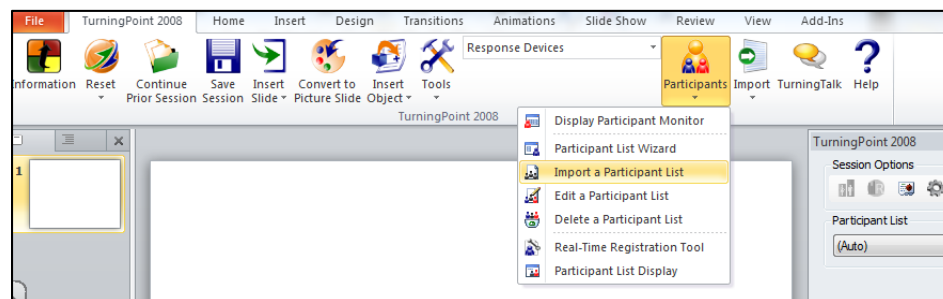 File TurningPoint 2008 Home Insert Design Transitions Animations Slide Show Review View Add-Ins
Response Devices
Information Reset Continue Save Insert Convert to Insert Tools Participants Import TurningTalk Help
Prior Session Session Slide Picture Slide Object
TurningPoint 2008
Display Participant Monitor
Participant List Wizard
Import a Participant List
Edit a Participant List
Delete a Participant List
Real-Time Registration Tool
Participant List Display
1
TurningPoint 2008
Session Options
Participant List
(Auto)